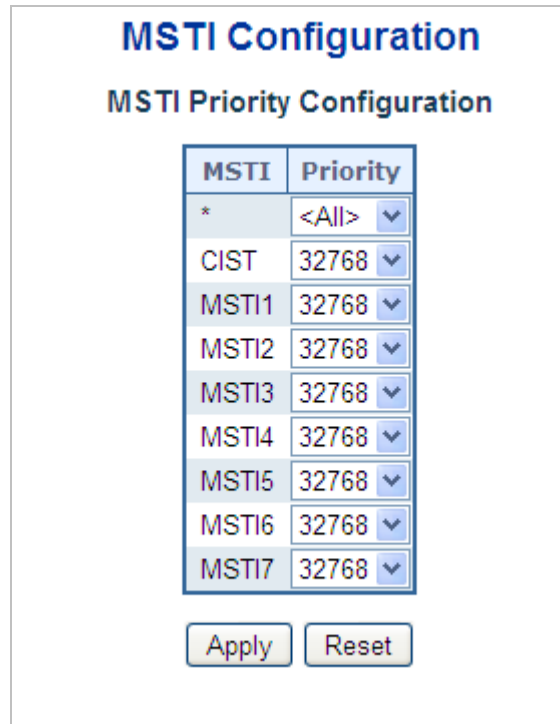 MSTI Configuration
MSTI Priority Configuration
MSTI Priority
* <All>
CIST 32768
MSTI1 32768
MSTI2 32768
MSTI3 32768
MSTI4 32768
MSTI5 32768
MSTI6 32768
MSTI7 32768
Apply Reset